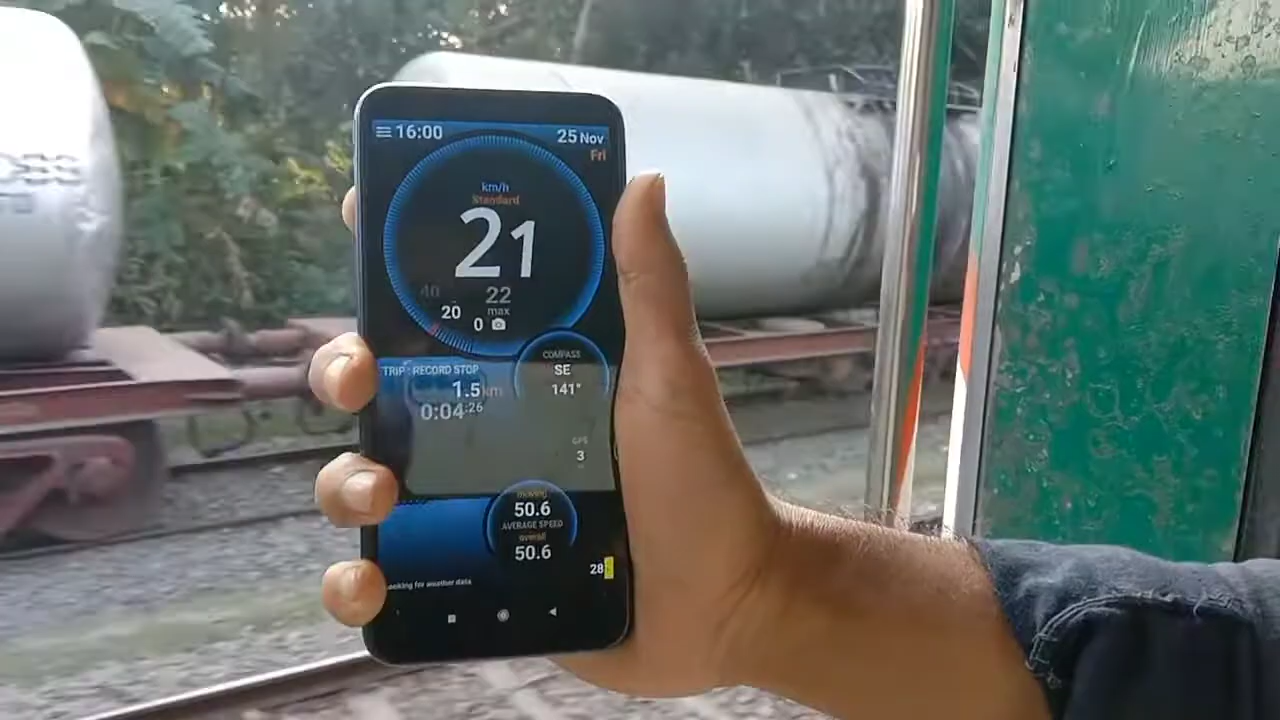 16:00
25 Nov
Fri
km/h
Standard
21
40
22
20
max
0
COMPASS
SE
141°
TRIP : RECORD STOP
1.5 km
0:04:26
GPS
3
moving
50.6
AVERAGE SPEED
overall
50.6
28
Looking for another data